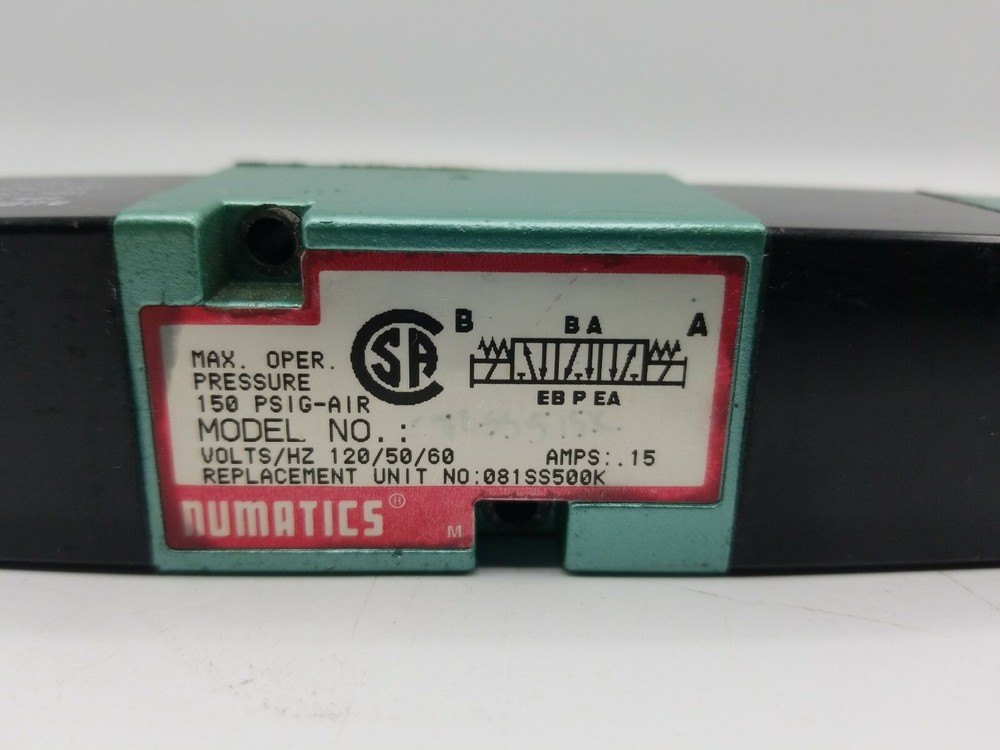 CSA
B
B A
A
MAX. OPER.
PRESSURE
150 PSIG-AIR
EB P EA
MODEL NO.:
VOLTS/HZ 120/50/60 AMPS:.15
REPLACEMENT UNIT NO:081SS500K
NUMATICS®
M